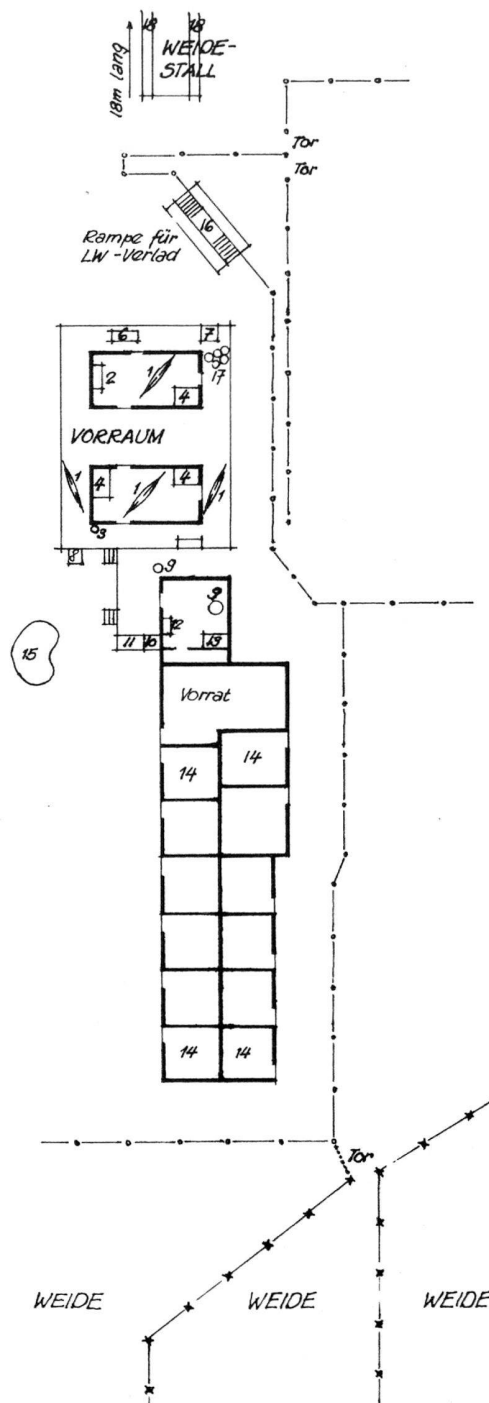 18 18
WEIDE-
STALL
18m lang
Tor
Tor
16
Rampe für
LW-Verlad
6
7
2
1
17
4
VORRAUM
4
4
1
1
1
3
8
9
9
12
11
10
19
15
Vorrat
14
14
14
14
Tor
WEIDE
WEIDE
WEIDE